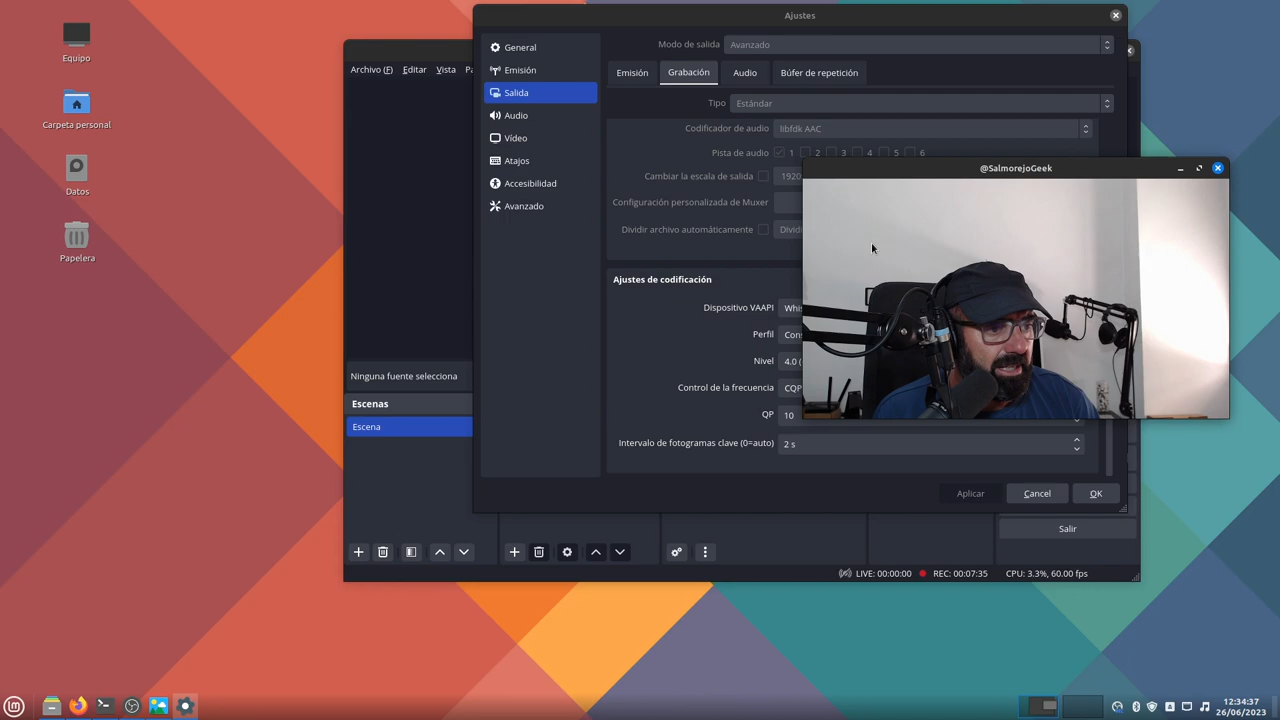 Equipo
Carpeta personal
Datos
Papelera
Archivo (F)
Editar
Vista
Ninguna fuente selecciona
Escenas
Escena
Ajustes
General
Emisión
Salida
Audio
Vídeo
Atajos
Accesibilidad
Avanzado
Modo de salida
Avanzado
Emisión
Grabación
Audio
Búfer de repetición
Tipo
Estándar
Codificador de audio
libfdk AAC
Pista de audio
1 2 3 4 5 6
Cambiar la escala de salida
1920
Configuración personalizada de Muxer
Dividir archivo automáticamente
Ajustes de codificación
Dispositivo VAAPI
Perfil
Nivel
4.0 (
Control de la frecuencia
CQP
QP
10
Intervalo de fotogramas clave (0=auto)
2 s
Aplicar
Cancel
OK
@SalmorejoGeek
Salir
LIVE: 00:00:00
REC: 00:07:35
CPU: 3.3%, 60.00 fps
12:34:37
26/06/2023